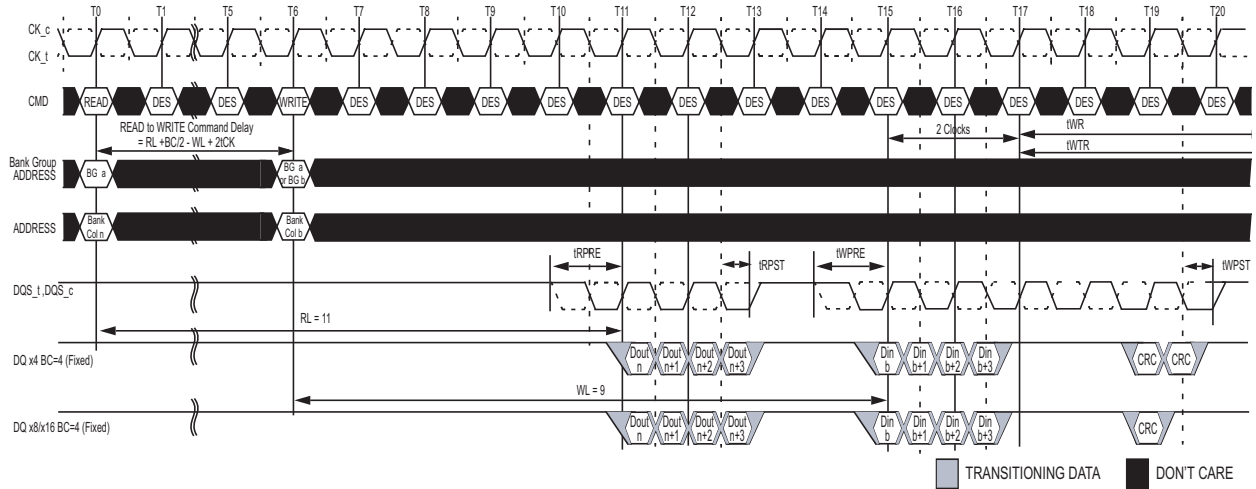 T0 T1 T5 T6 T7 T8 T9 T10 T11 T12 T13 T14 T15 T16 T17 T18 T19 T20
CK_c
CK_t
CMD READ DES DES WRITE DES DES DES DES DES DES DES DES DES DES DES DES DES DES
READ to WRITE Command Delay
= RL +BC/2 - WL + 2tCK
2 Clocks
tWR
tWTR
Bank Group
ADDRESS
BG a
BG a
or BG b
ADDRESS
Bank
Col n
Bank
Col b
tRPRE
tRPST
tWPRE
tWPST
DQS_t ,DQS_c
RL = 11
DQ x4 BC=4 (Fixed)
Dout Dout Dout Dout Din Din Din Din
n n+1 n+2 n+3 b b+1 b+2 b+3
CRC CRC
WL = 9
DQ x8/x16 BC=4 (Fixed)
Dout Dout Dout Dout Din Din Din Din
n n+1 n+2 n+3 b b+1 b+2 b+3
CRC
TRANSITIONING DATA
DON'T CARE